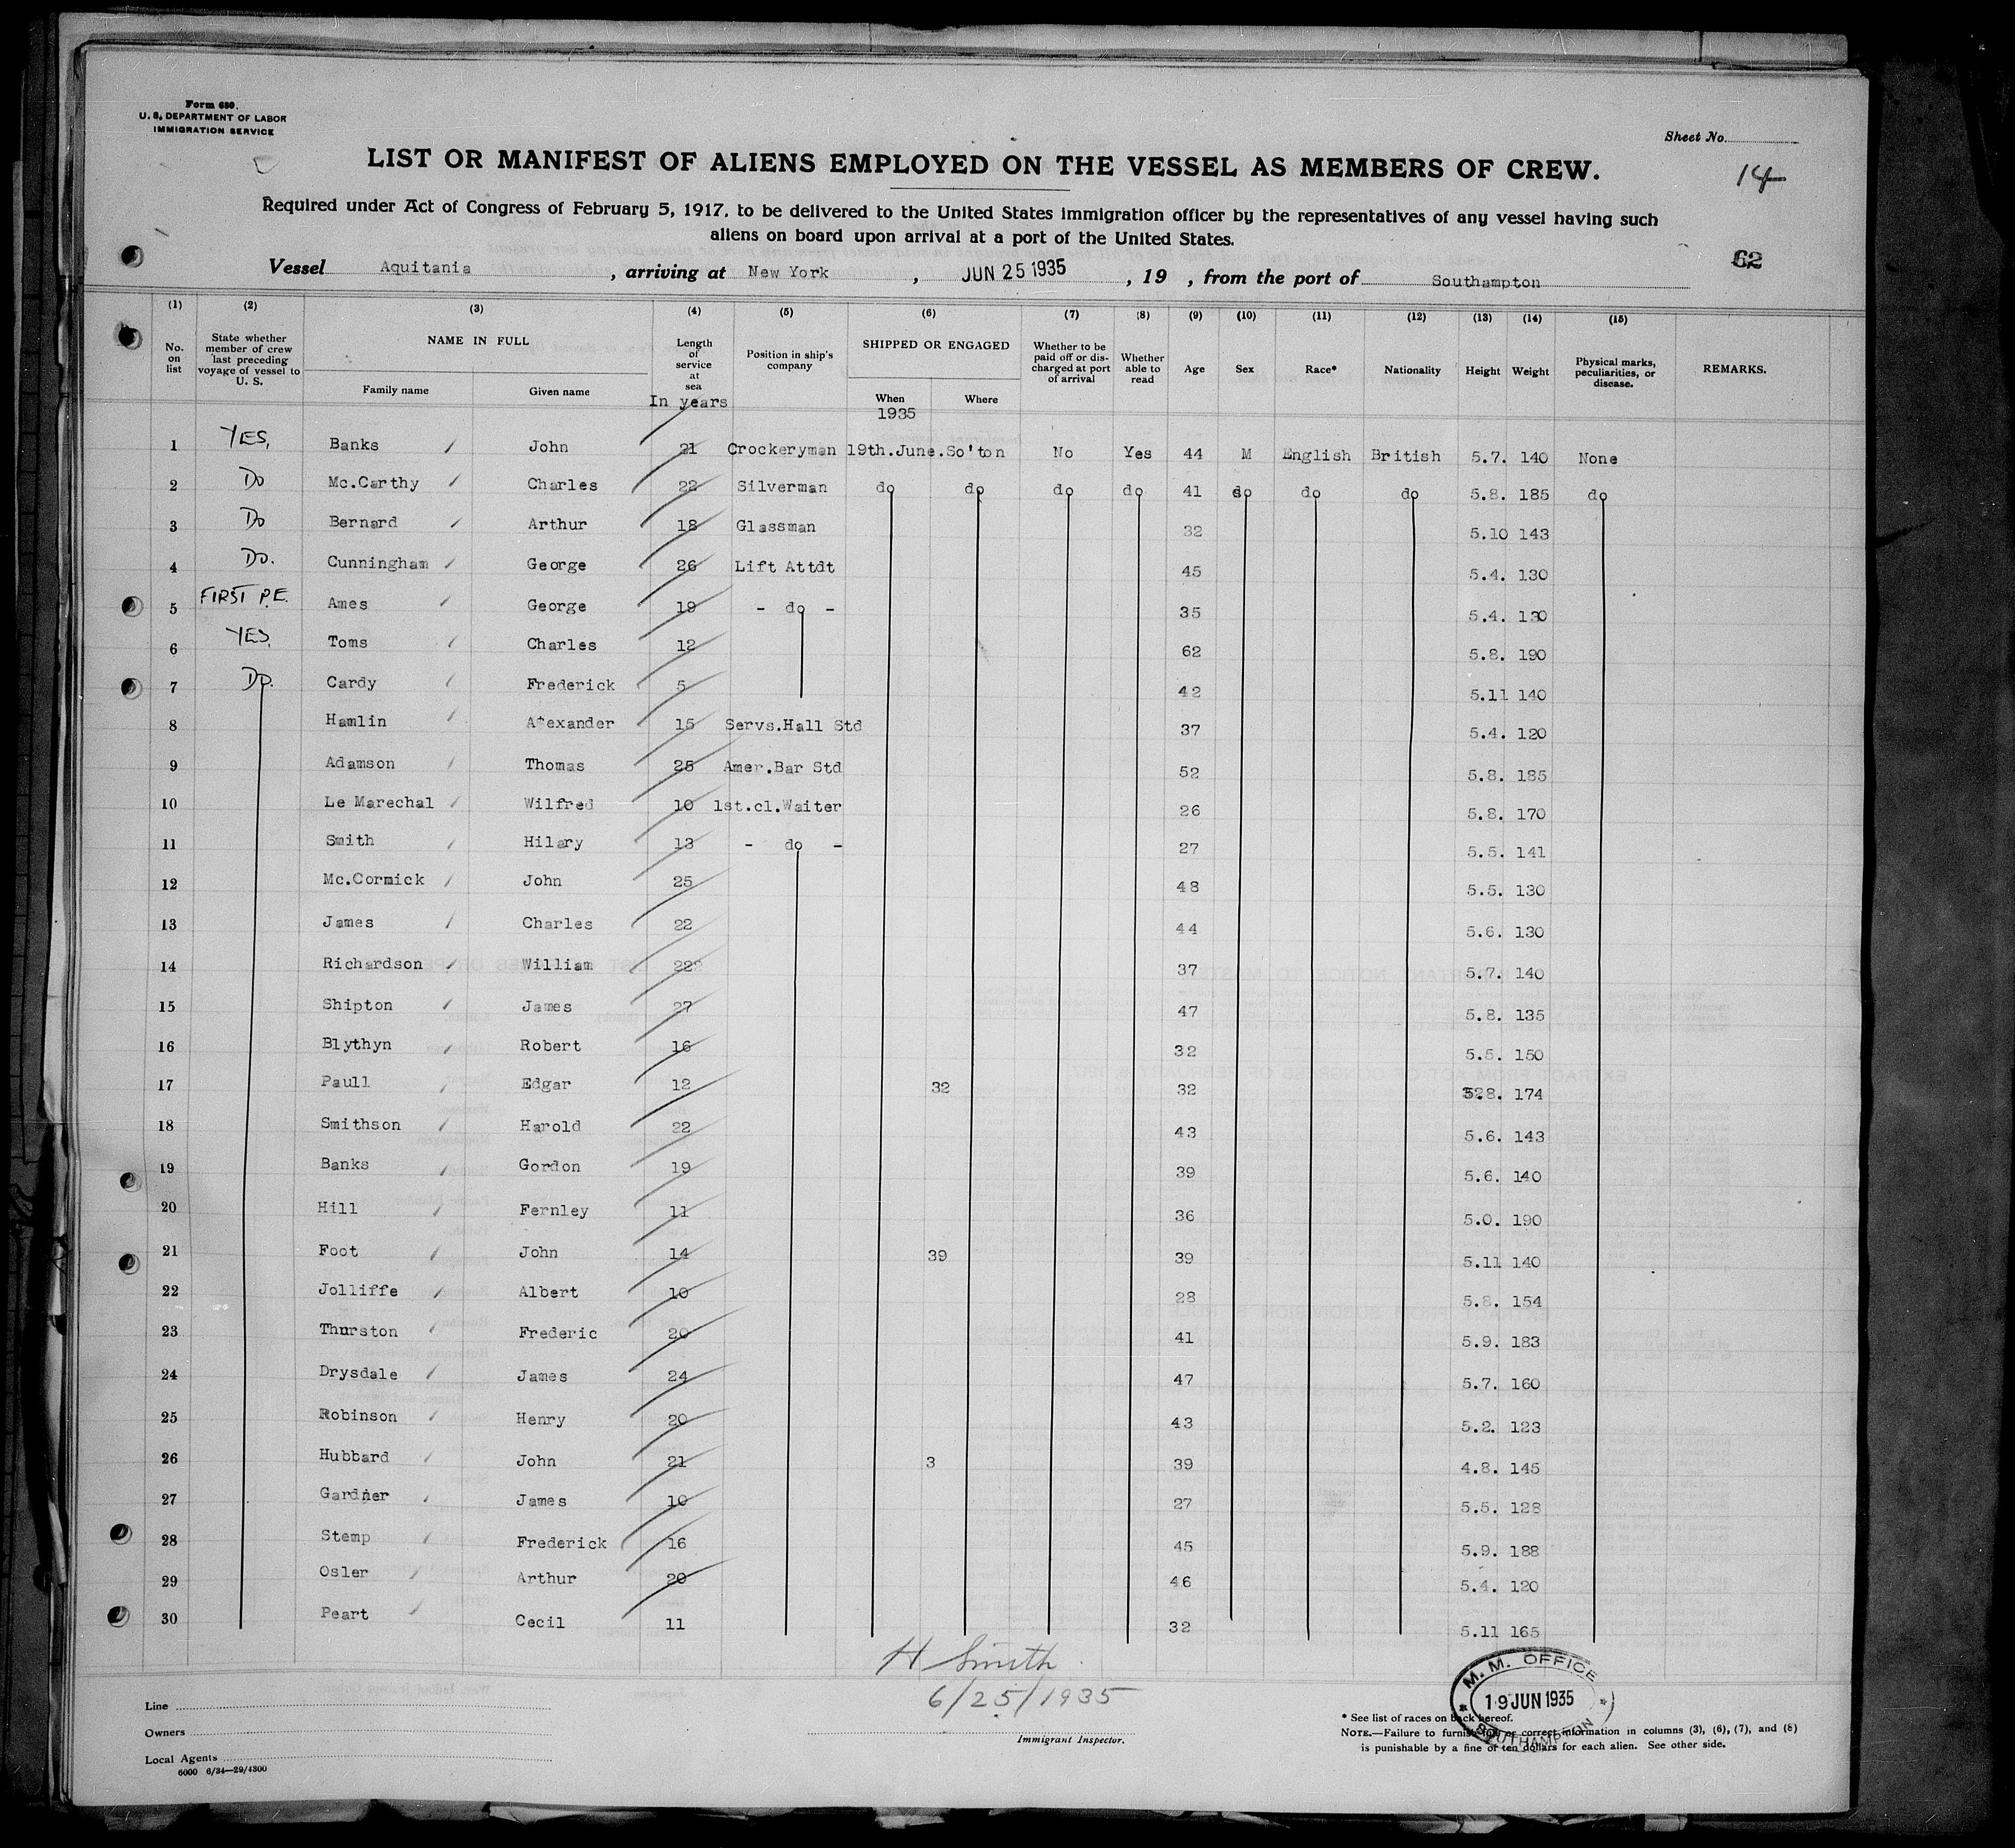 Form 680.
U. S. DEPARTMENT OF LABOR
IMMIGRATION SERVICE
Sheet No.
14
LIST OR MANIFEST OF ALIENS EMPLOYED ON THE VESSEL AS MEMBERS OF CREW.
Required under Act of Congress of February 5, 1917, to be delivered to the United States immigration officer by the representatives of any vessel having such
aliens on board upon arrival at a port of the United States.
62
Vessel Aquitania, arriving at New York, JUN 25 1935, 19 , from the port of Southampton
(1) (2) (3) (4) (5) (6) (7) (8) (9) (10) (11) (12) (13) (14) (15)
No. on list State whether member of crew last preceding voyage of vessel to U. S. NAME IN FULL Family name Given name Length of service at sea In years Position in ship's company SHIPPED OR ENGAGED When 1935 Where Whether to be paid off or discharged at port of arrival Whether able to read Age Sex Race* Nationality Height Weight Physical marks, peculiarities, or disease. REMARKS.
1 YES, Banks John 21 Crockeryman 19th.June.So'ton No Yes 44 M English British 5.7. 140 None
2 Do Mc.Carthy Charles 22 Silverman do do do do 41 do do do 5.8. 185 do
3 Do Bernard Arthur 18 Glassman 32 5.10 143
4 Do. Cunningham George 26 Lift Attdt 45 5.4. 130
5 FIRST P.E. Ames George 19 - do - 35 5.4. 130
6 YES, Toms Charles 12 62 5.8. 190
7 Do. Cardy Frederick 5 42 5.11 140
8 Hamlin Alexander 15 Servs.Hall Std 37 5.4. 120
9 Adamson Thomas 25 Amer.Bar Std 52 5.8. 185
10 Le Marechal Wilfred 10 1st.cl.Waiter 26 5.8. 170
11 Smith Hilary 13 - do - 27 5.5. 141
12 Mc.Cormick John 25 48 5.5. 130
13 James Charles 22 44 5.6. 130
14 Richardson William 22 37 5.7. 140
15 Shipton James 27 47 5.8. 135
16 Blythyn Robert 16 32 5.5. 150
17 Paull Edgar 12 32 32 5.8. 174
18 Smithson Harold 22 43 5.6. 143
19 Banks Gordon 19 39 5.6. 140
20 Hill Fernley 11 36 5.0. 190
21 Foot John 14 39 39 5.11 140
22 Jolliffe Albert 10 28 5.8. 154
23 Thurston Frederic 20 41 5.9. 183
24 Drysdale James 24 47 5.7. 160
25 Robinson Henry 20 43 5.2. 123
26 Hubbard John 21 3 39 4.8. 145
27 Gardner James 10 27 5.5. 128
28 Stemp Frederick 16 45 5.9. 188
29 Osler Arthur 20 46 5.4. 120
30 Peart Cecil 11 32 5.11 165
H Smith
6/25/1935
Immigrant Inspector.
Line
Owners
Local Agents
6000 6/34—29/4300
M. M. OFFICE
19 JUN 1935
SOUTHAMPTON
* See list of races on back hereof.
NOTE.—Failure to furnish full or correct information in columns (3), (6), (7), and (8)
is punishable by a fine of ten dollars for each alien. See other side.